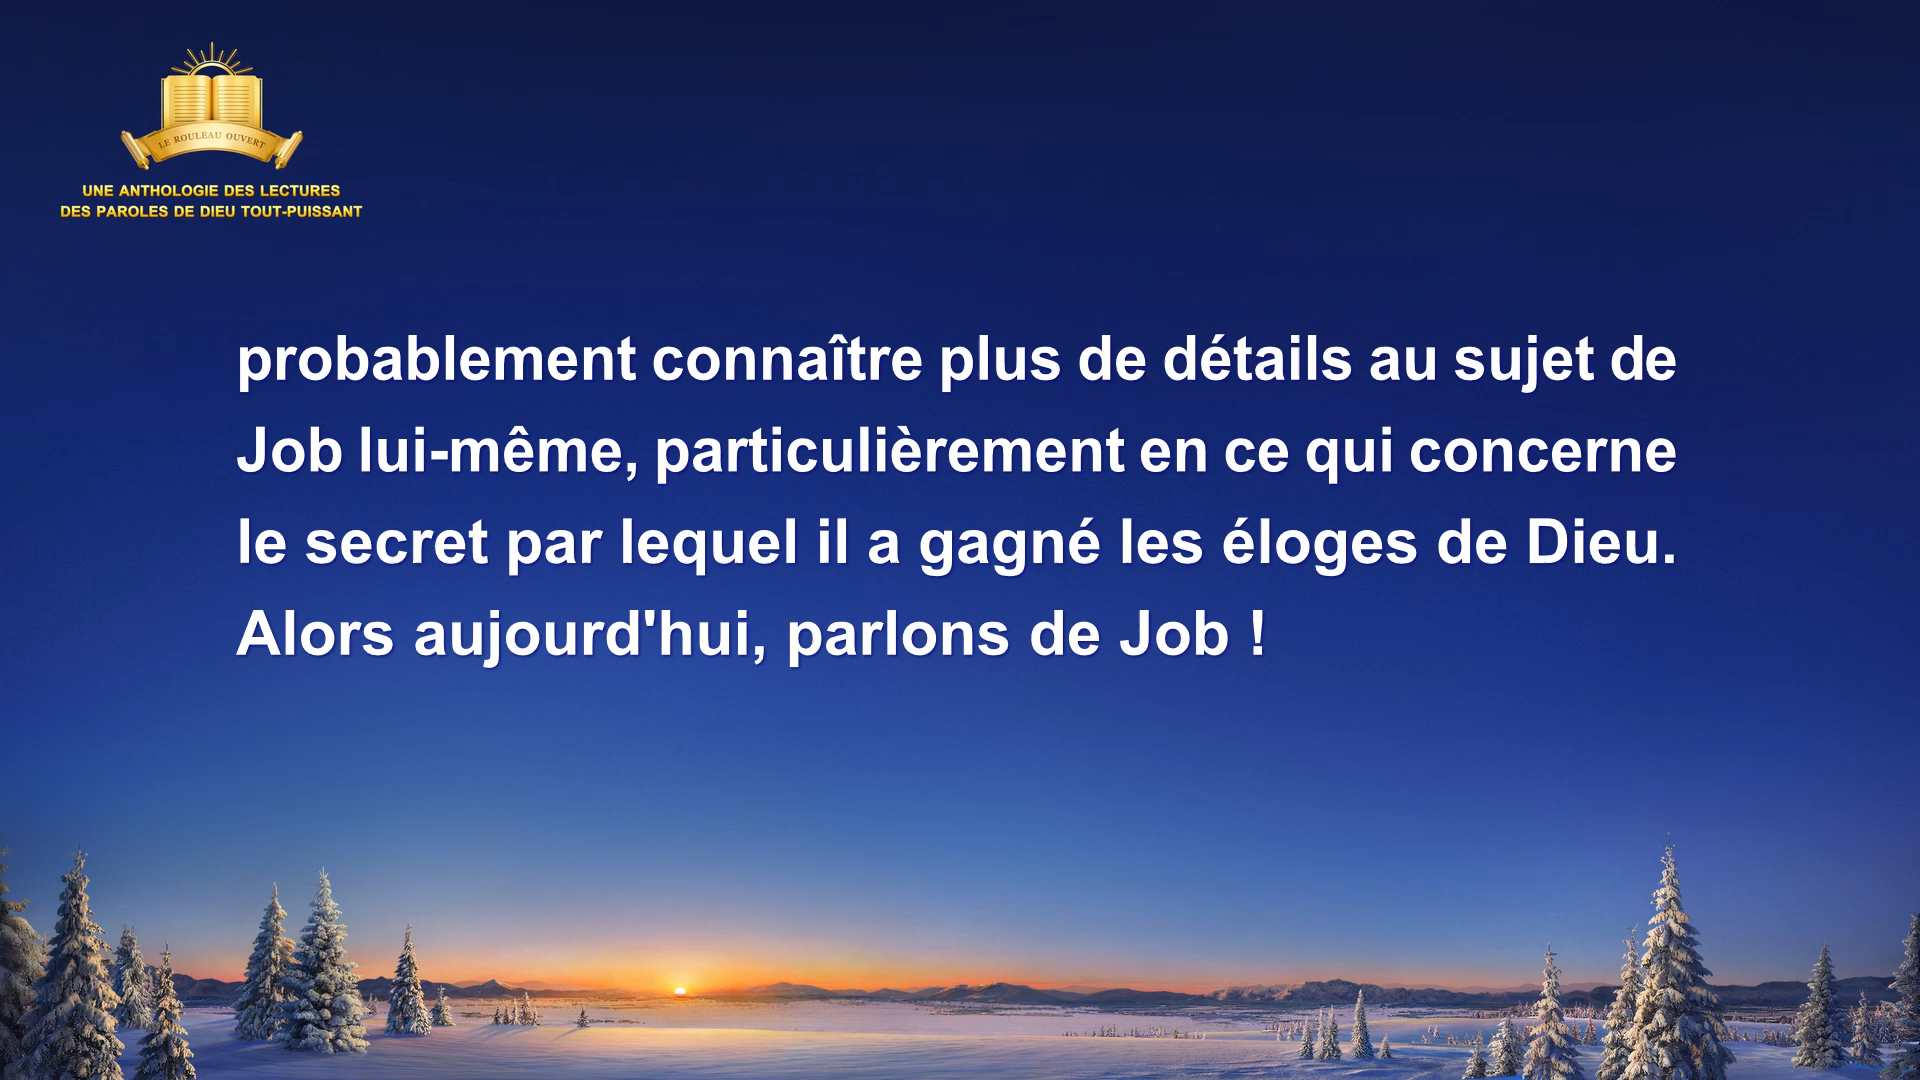 LE ROULEAU OUVERT
UNE ANTHOLOGIE DES LECTURES
DES PAROLES DE DIEU TOUT-PUISSANT
probablement connaître plus de détails au sujet de
Job lui-même, particulièrement en ce qui concerne
le secret par lequel il a gagné les éloges de Dieu.
Alors aujourd'hui, parlons de Job !